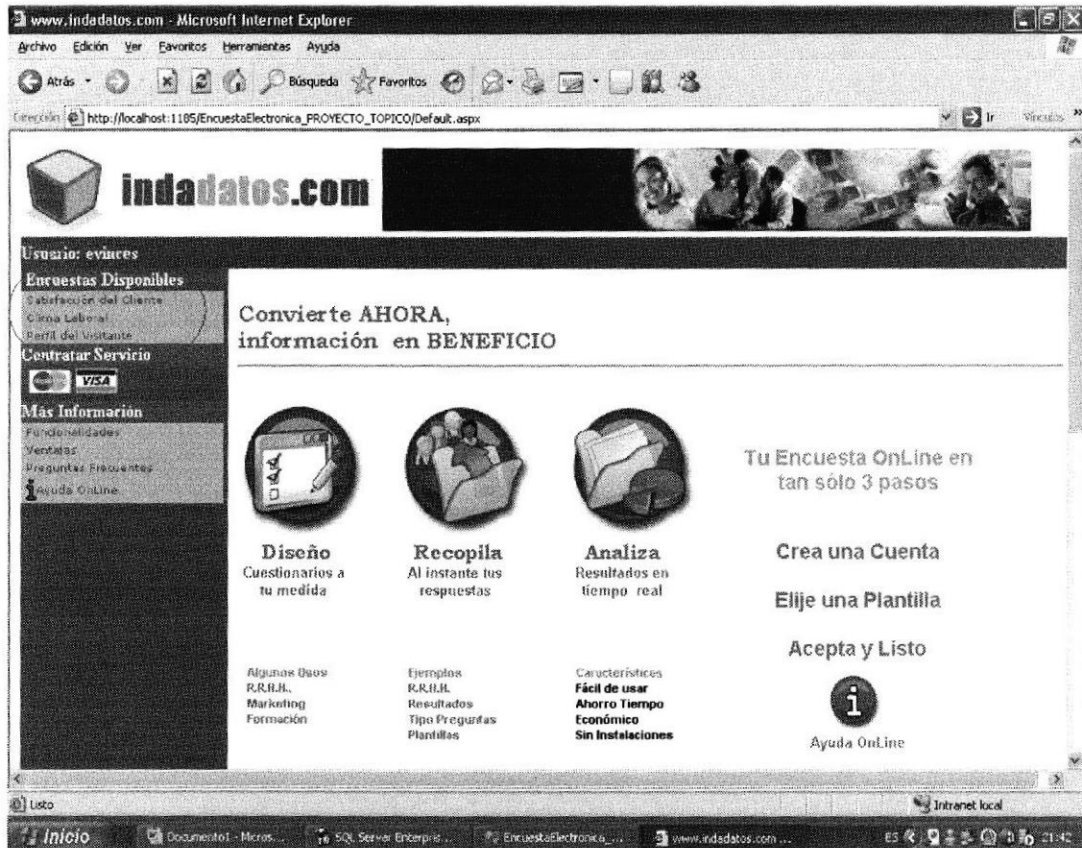 www.indadatos.com - Microsoft Internet Explorer
Archivo Edición Ver Favoritos Herramientas Ayuda
Atrás Búsqueda Favoritos
Dirección http://localhost:1185/EncuestaElectronica_PROYECTO_TOPICO/Default.aspx Ir Vínculos »
indadatos.com
Usuario: evinces
Encuestas Disponibles
Satisfacción del Cliente
Clima Laboral
Perfil del Visitante
Contratar Servicio
VISA
Más Información
Funcionalidades
Ventajas
Preguntas Frecuentes
Ayuda OnLine
Convierte AHORA,
información en BENEFICIO
Diseño
Cuestionarios a
tu medida
Recopila
Al instante tus
respuestas
Analiza
Resultados en
tiempo real
Algunos Usos
R.R.H.H.,
Marketing
Formación
Ejemplos
R.R.H.H.
Resultados
Tipo Preguntas
Plantillas
Características
Fácil de usar
Ahorro Tiempo
Económico
Sin Instalaciones
Tu Encuesta OnLine en
tan sólo 3 pasos
Crea una Cuenta
Elije una Plantilla
Acepta y Listo
i
Ayuda OnLine
Listo Intranet local
Inicio Documento1 - Micros... SQL Server Enterpris... EncuestaElectronica_... www.indadatos.com ... ES 21:42